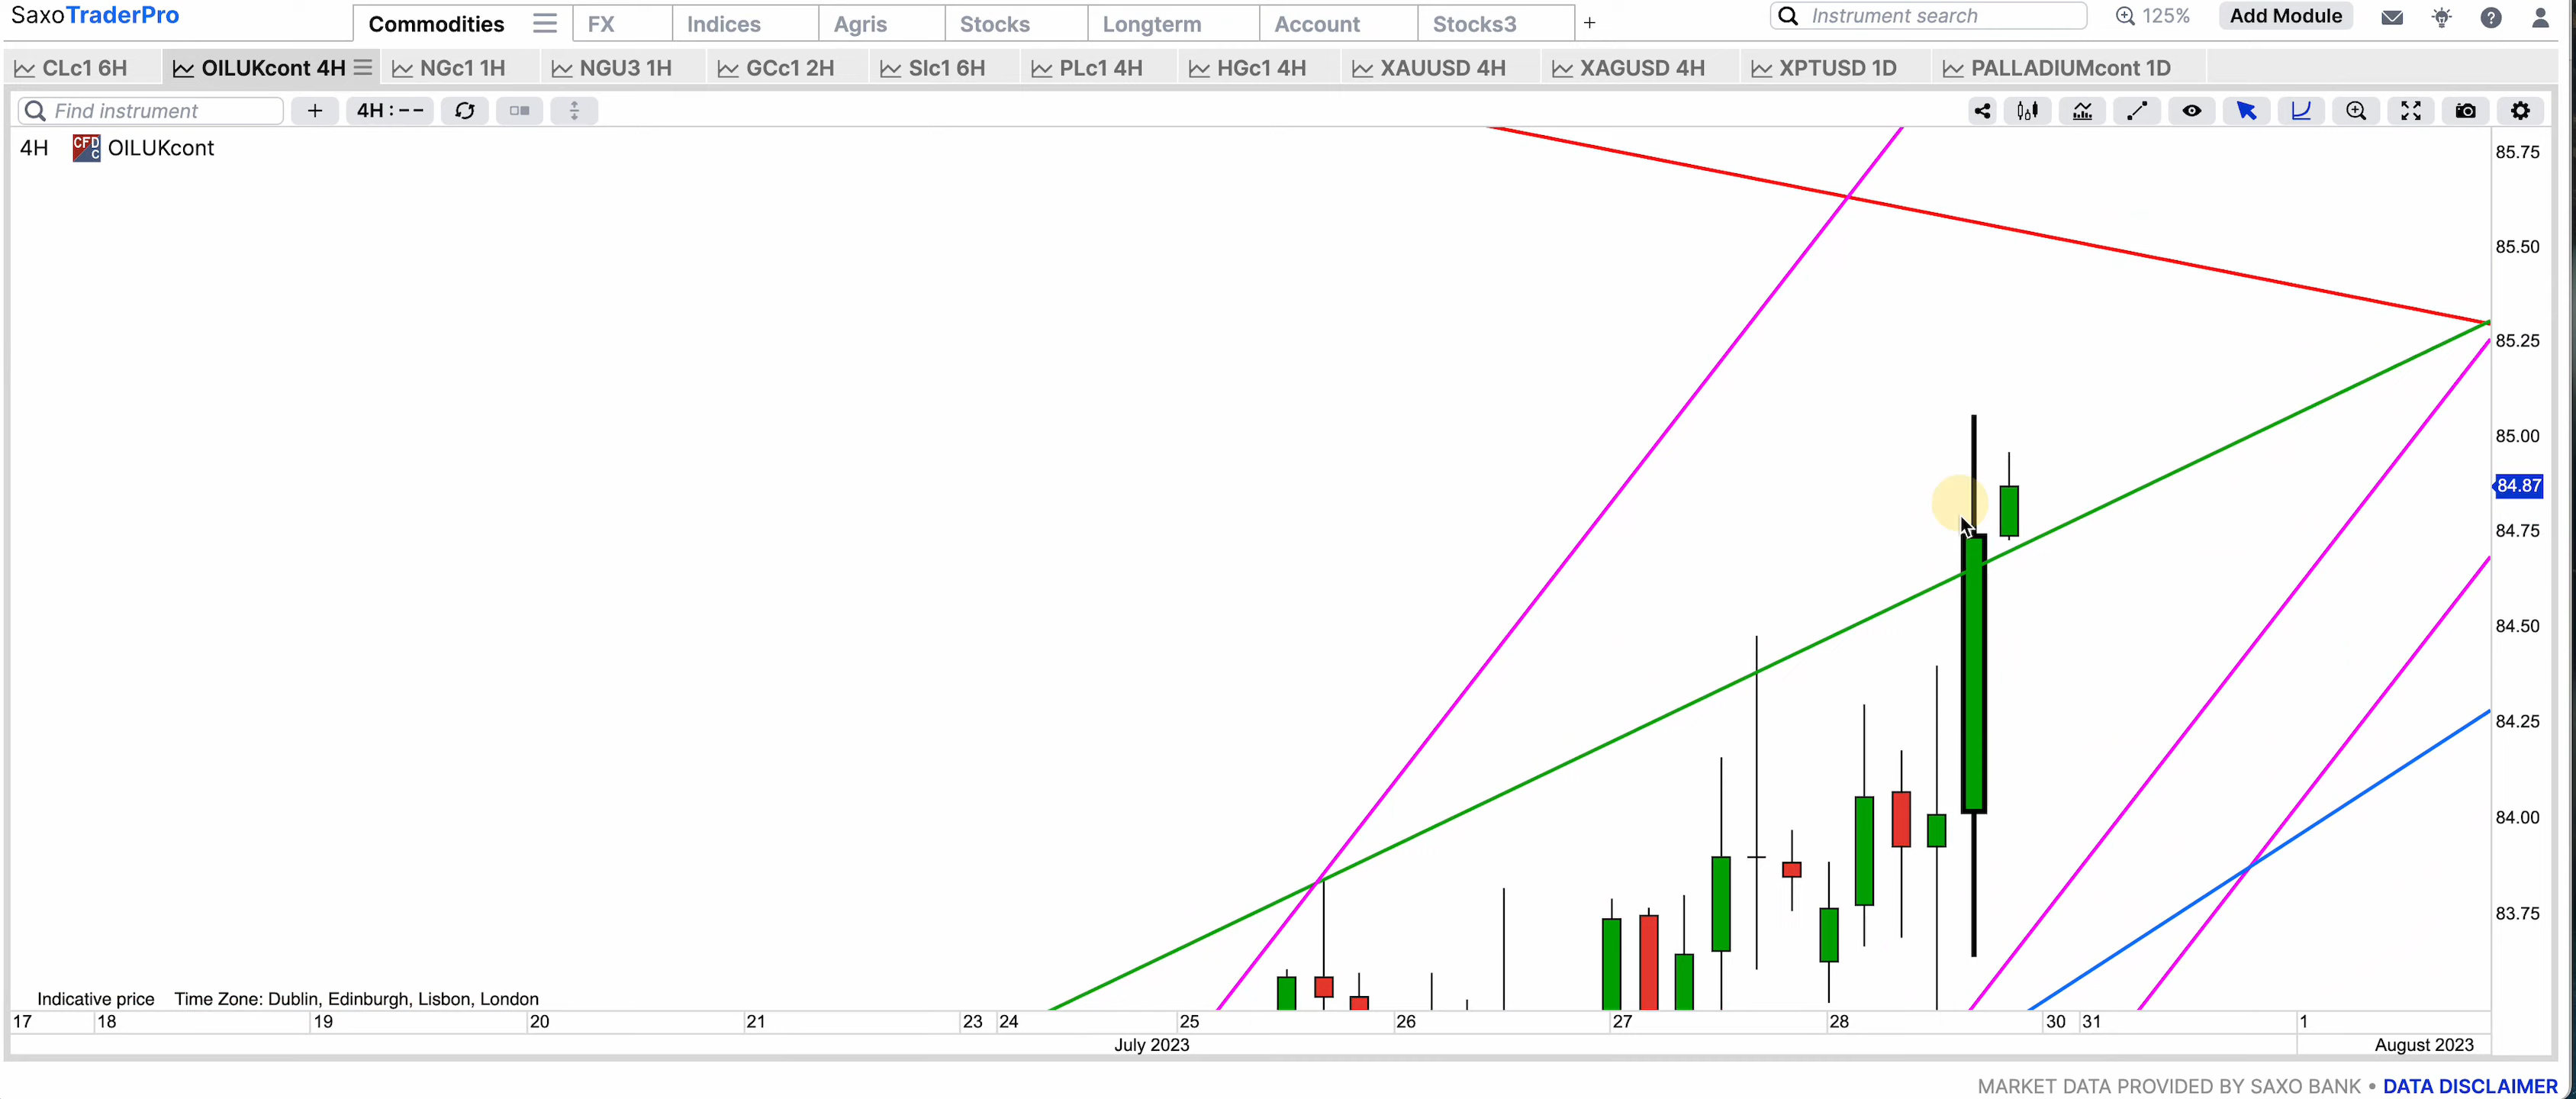 SaxoTraderPro Commodities FX Indices Agris Stocks Longterm Account Stocks3 + Instrument search 125% Add Module
CLc1 6H OILUKcont 4H NGc1 1H NGU3 1H GCc1 2H SIc1 6H PLc1 4H HGc1 4H XAUUSD 4H XAGUSD 4H XPTUSD 1D PALLADIUMcont 1D
Find instrument + 4H : --
4H CFD C OILUKcont
85.75
85.50
85.25
85.00
84.87
84.75
84.50
84.25
84.00
83.75
Indicative price Time Zone: Dublin, Edinburgh, Lisbon, London
17 18 19 20 21 23 24 25 26 27 28 30 31 1
July 2023 August 2023
MARKET DATA PROVIDED BY SAXO BANK • DATA DISCLAIMER